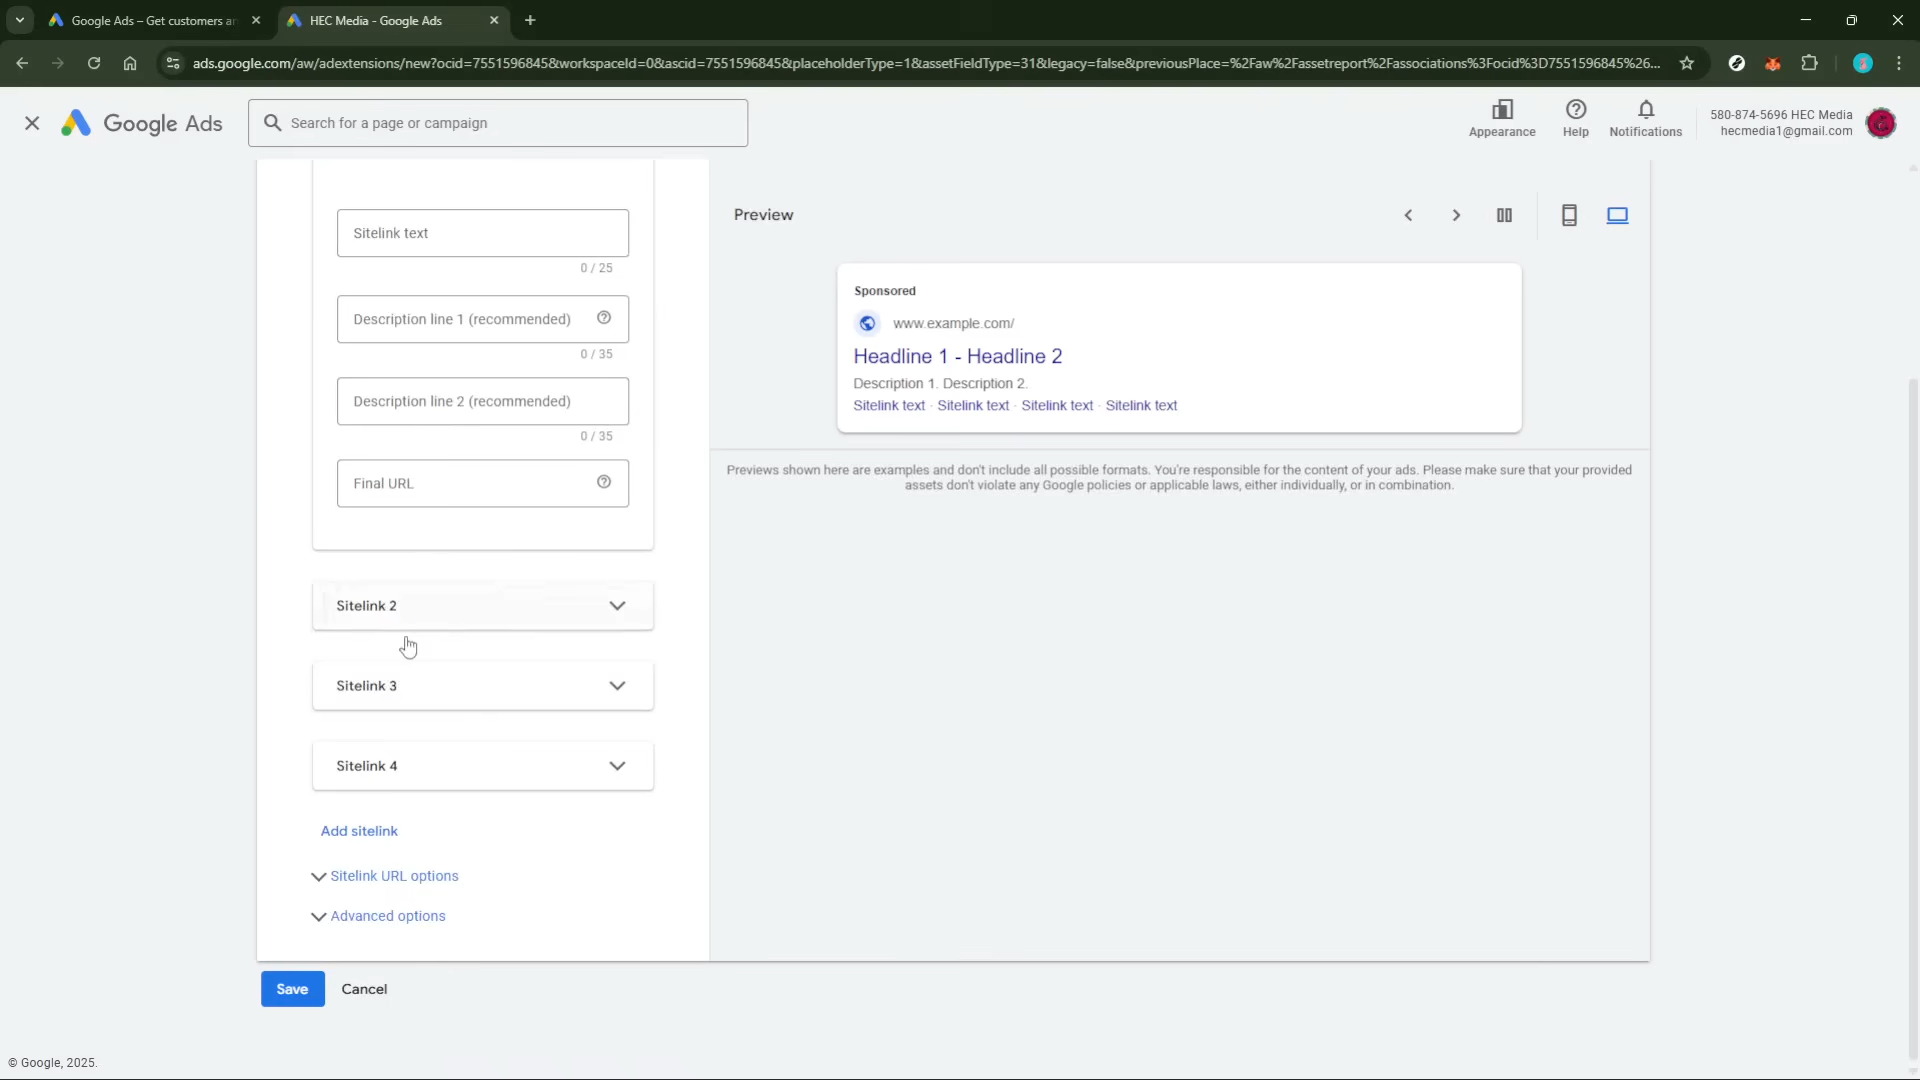 Google Ads – Get customers an
HEC Media - Google Ads
ads.google.com/aw/adextensions/new?ocid=7551596845&workspaceId=0&ascid=7551596845&placeholderType=1&assetFieldType=31&legacy=false&previousPlace=%2Faw%2Fassetreport%2Fassociations%3Focid%3D7551596845%26...
Google Ads
Search for a page or campaign
Appearance
Help
Notifications
580-874-5696 HEC Media
hecmedia1@gmail.com
Sitelink text
0 / 25
Description line 1 (recommended)
0 / 35
Description line 2 (recommended)
0 / 35
Final URL
Sitelink 2
Sitelink 3
Sitelink 4
Add sitelink
Sitelink URL options
Advanced options
Save
Cancel
Preview
Sponsored
www.example.com/
Headline 1 - Headline 2
Description 1. Description 2.
Sitelink text · Sitelink text · Sitelink text · Sitelink text
Previews shown here are examples and don't include all possible formats. You're responsible for the content of your ads. Please make sure that your provided
assets don't violate any Google policies or applicable laws, either individually, or in combination.
© Google, 2025.